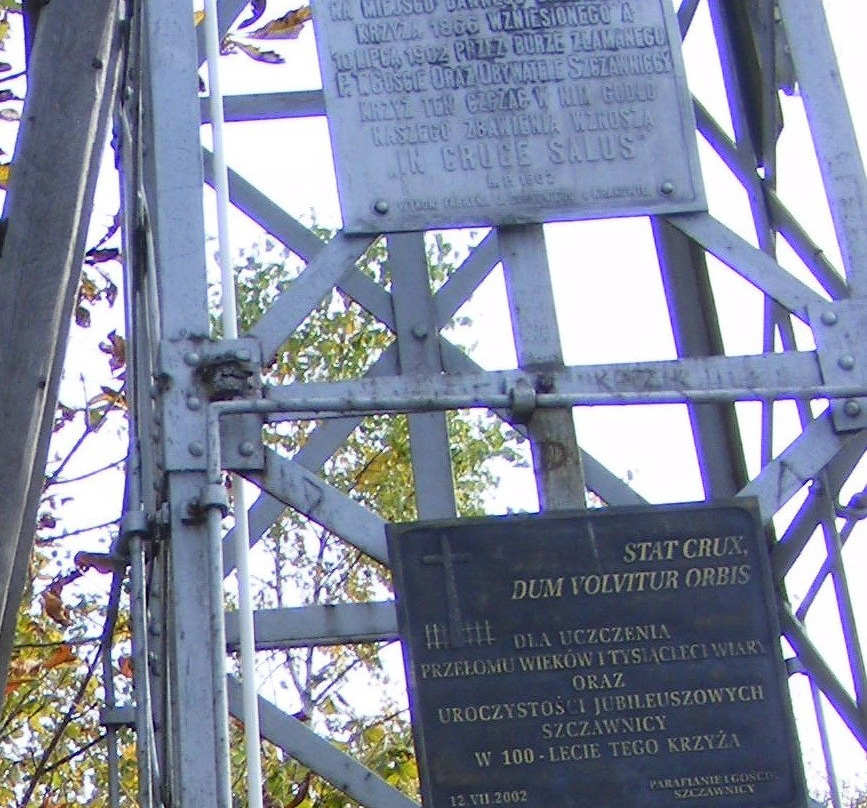 NA MIEJSCU DAWNEGO
KRZYŻA 1866 WZNIESIONEGO A
10 LIPCA 1902 PRZEZ BURZE ZŁAMANEGO
P.T. GOŚCIE ORAZ OBYWATELE SZCZAWNICCY
KRZYŻ TEN CZCZĄC W NIM GODŁO
NASZEGO ZBAWIENIA WZNOSZĄ
„IN CRUCE SALUS”
1902
STAT CRUX,
DUM VOLVITUR ORBIS
DLA UCZCZENIA
PRZEŁOMU WIEKÓW I TYSIĄCLECI WIARY
ORAZ
UROCZYSTOŚCI JUBILEUSZOWYCH
SZCZAWNICY
W 100-LECIE TEGO KRZYŻA
12.VII.2002
PARAFIANIE I GOŚCIE
SZCZAWNICY